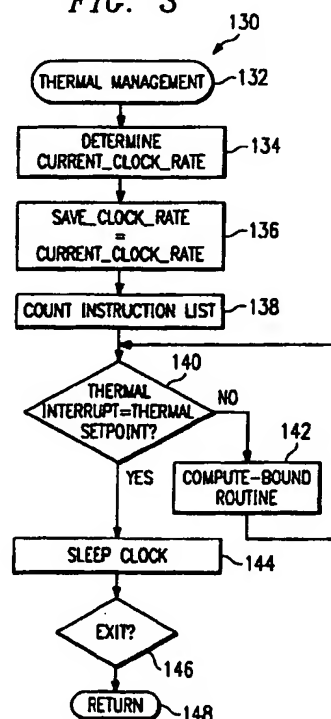 FIG. 3
130
THERMAL MANAGEMENT
132
DETERMINE
CURRENT_CLOCK_RATE
134
SAVE_CLOCK_RATE
=
CURRENT_CLOCK_RATE
136
COUNT INSTRUCTION LIST
138
140
THERMAL
INTERRUPT=THERMAL
SETPOINT?
NO
142
COMPUTE-BOUND
ROUTINE
YES
SLEEP CLOCK
144
EXIT?
146
RETURN
148